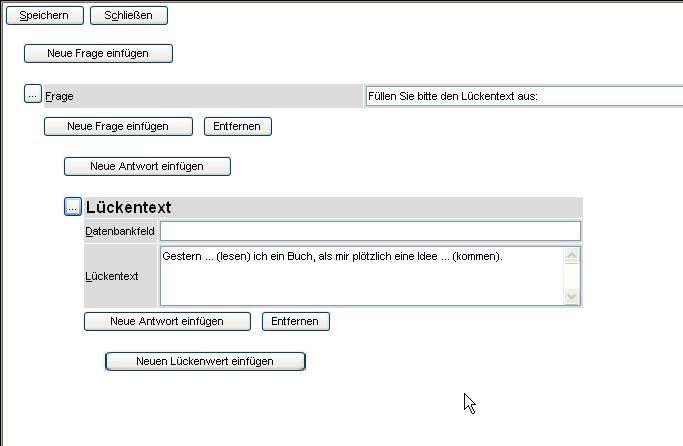 Speichern Schließen
Neue Frage einfügen
... Frage Füllen Sie bitte den Lückentext aus:
Neue Frage einfügen Entfernen
Neue Antwort einfügen
... Lückentext
Datenbankfeld
Lückentext Gestern ... (lesen) ich ein Buch, als mir plötzlich eine Idee ... (kommen).
Neue Antwort einfügen Entfernen
Neuen Lückenwert einfügen